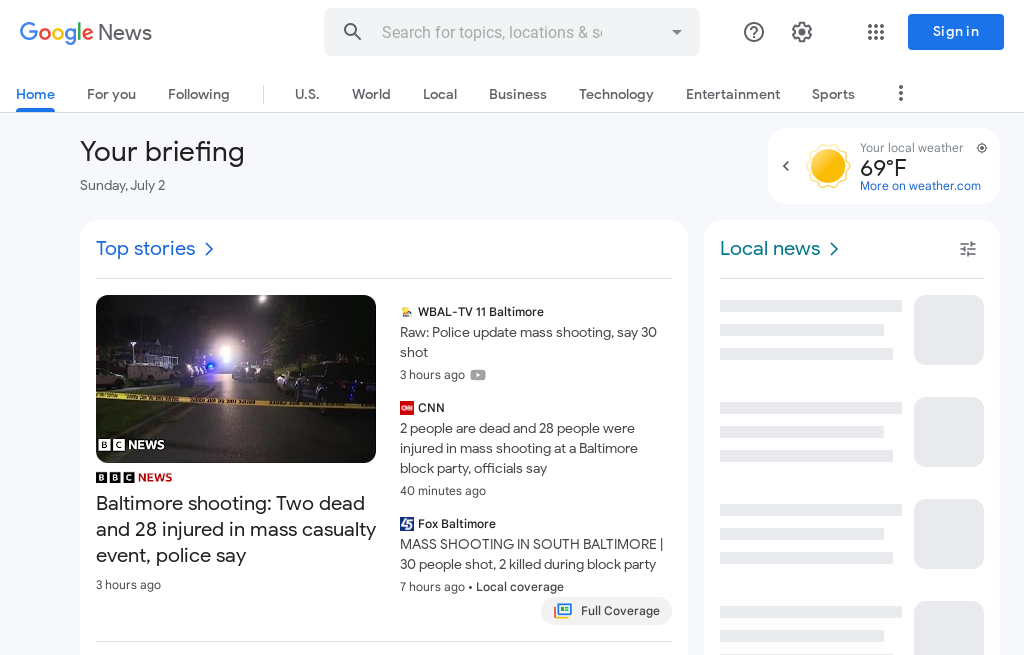 Google News
Search for topics, locations & s
Sign in
Home
For you
Following
U.S.
World
Local
Business
Technology
Entertainment
Sports
Your briefing
Sunday, July 2
Your local weather
69°F
More on weather.com
Top stories
BBC NEWS
BBC NEWS
Baltimore shooting: Two dead
and 28 injured in mass casualty
event, police say
3 hours ago
WBAL-TV 11 Baltimore
Raw: Police update mass shooting, say 30
shot
3 hours ago
CNN
CNN
2 people are dead and 28 people were
injured in mass shooting at a Baltimore
block party, officials say
40 minutes ago
45
Fox Baltimore
MASS SHOOTING IN SOUTH BALTIMORE |
30 people shot, 2 killed during block party
7 hours ago • Local coverage
Full Coverage
Local news